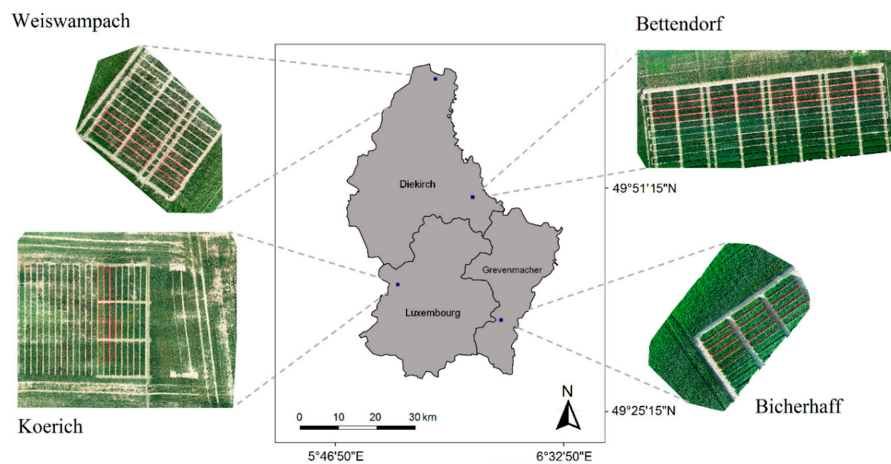 Weiswampach
Bettendorf
Diekirch
49°51'15"N
Grevenmacher
Luxembourg
Koerich
N
49°25'15"N
Bicherhaff
0 10 20 30 km
5°46'50"E
6°32'50"E